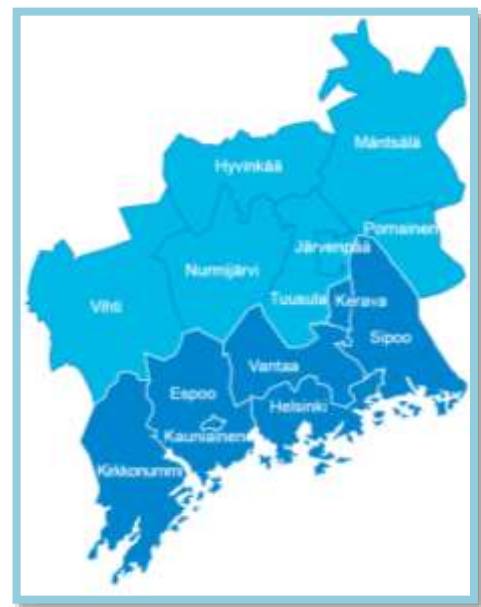 Mäntsälä
Hyvinkää
Pornainen
Järvenpää
Nurmijärvi
Tuusula
Kerava
Vihti
Sipoo
Vantaa
Espoo
Helsinki
Kauniainen
Kirkkonummi